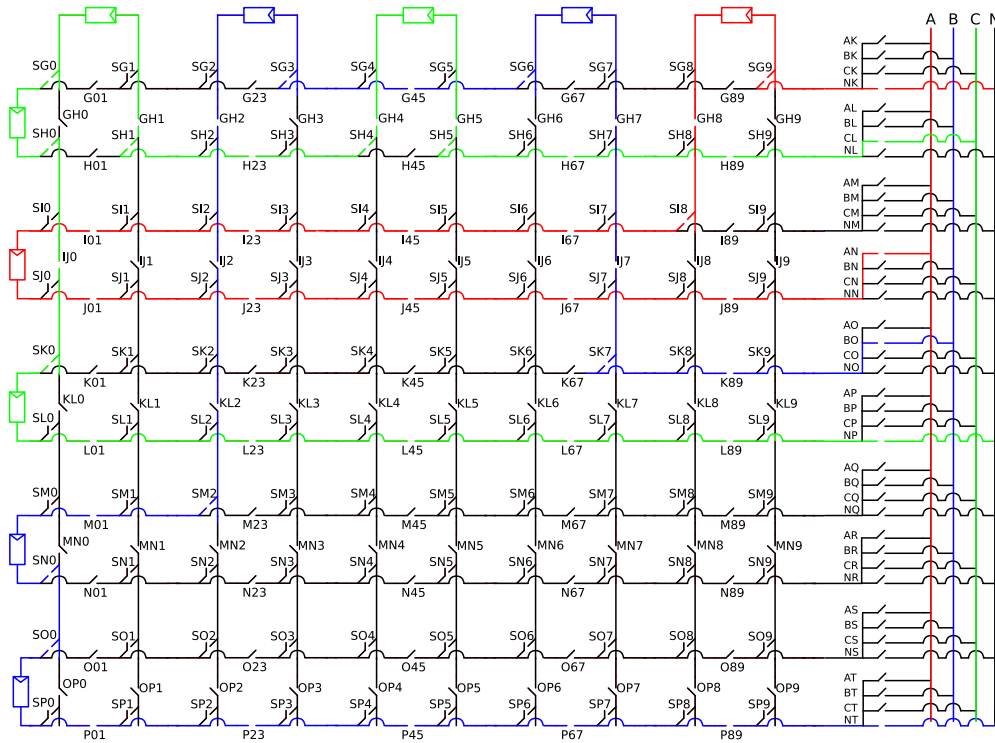 A B C N
AK
BK
SG0 SG1 SG2 SG3 SG4 SG5 SG6 SG7 SG8 SG9 CK
NK
G01 G23 G45 G67 G89
AL
GH0 GH1 GH2 GH3 GH4 GH5 GH6 GH7 GH8 GH9 BL
SH0 SH1 SH2 SH3 SH4 SH5 SH6 SH7 SH8 SH9 CL
NL
H01 H23 H45 H67 H89
AM
BM
SI0 SI1 SI2 SI3 SI4 SI5 SI6 SI7 SI8 SI9 CM
NM
I01 I23 I45 I67 I89
AN
IJ0 IJ1 IJ2 IJ3 IJ4 IJ5 IJ6 IJ7 IJ8 IJ9 BN
SJ0 SJ1 SJ2 SJ3 SJ4 SJ5 SJ6 SJ7 SJ8 SJ9 CN
NN
J01 J23 J45 J67 J89
AO
BO
SK0 SK1 SK2 SK3 SK4 SK5 SK6 SK7 SK8 SK9 CO
NO
K01 K23 K45 K67 K89
AP
KL0 KL1 KL2 KL3 KL4 KL5 KL6 KL7 KL8 KL9 BP
SL0 SL1 SL2 SL3 SL4 SL5 SL6 SL7 SL8 SL9 CP
NP
L01 L23 L45 L67 L89
AQ
BQ
SM0 SM1 SM2 SM3 SM4 SM5 SM6 SM7 SM8 SM9 CQ
NQ
M01 M23 M45 M67 M89
AR
MN0 MN1 MN2 MN3 MN4 MN5 MN6 MN7 MN8 MN9 BR
SN0 SN1 SN2 SN3 SN4 SN5 SN6 SN7 SN8 SN9 CR
NR
N01 N23 N45 N67 N89
AS
BS
SO0 SO1 SO2 SO3 SO4 SO5 SO6 SO7 SO8 SO9 CS
NS
O01 O23 O45 O67 O89
AT
OP0 OP1 OP2 OP3 OP4 OP5 OP6 OP7 OP8 OP9 BT
SP0 SP1 SP2 SP3 SP4 SP5 SP6 SP7 SP8 SP9 CT
NT
P01 P23 P45 P67 P89